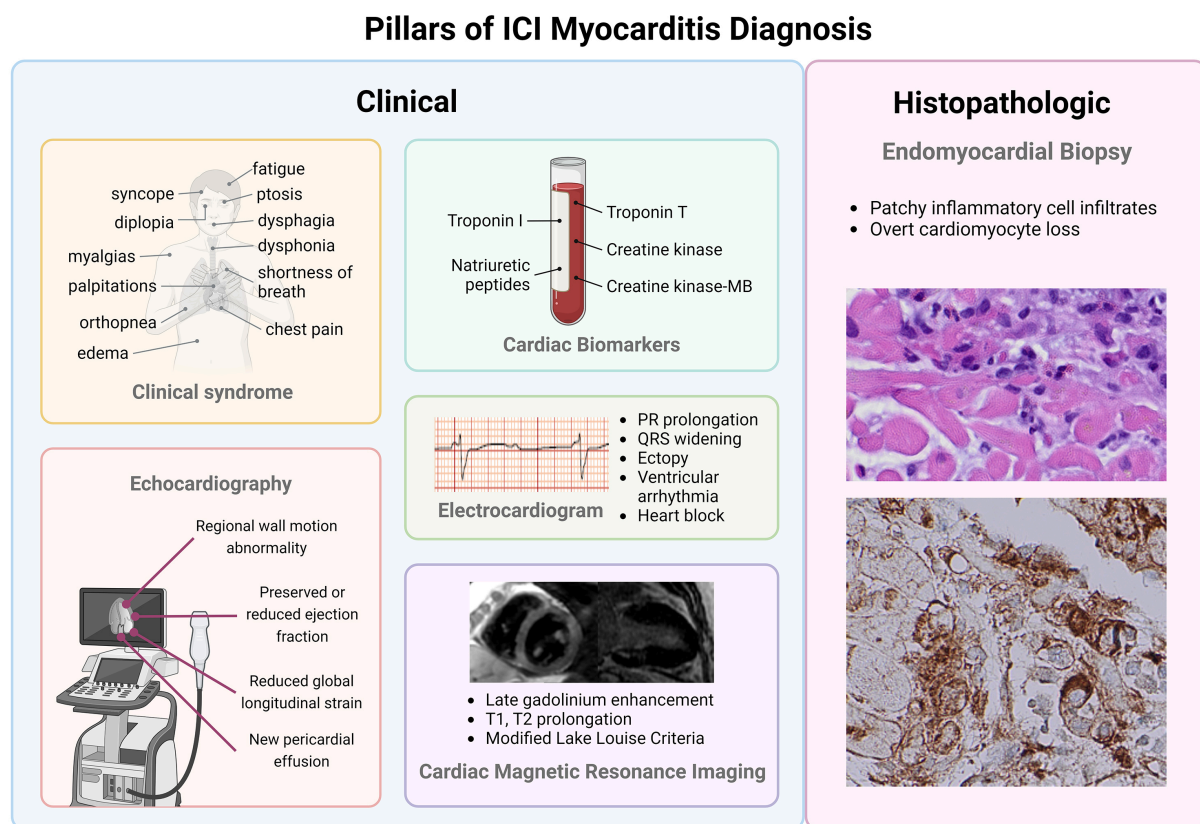 Pillars of ICI Myocarditis Diagnosis
Clinical
fatigue
syncope
ptosis
diplopia
dysphagia
dysphonia
myalgias
shortness of
breath
palpitations
orthopnea
chest pain
edema
Clinical syndrome
Troponin I
Troponin T
Creatine kinase
Natriuretic
peptides
Creatine kinase-MB
Cardiac Biomarkers
• PR prolongation
• QRS widening
• Ectopy
• Ventricular
arrhythmia
• Heart block
Electrocardiogram
Echocardiography
Regional wall motion
abnormality
Preserved or
reduced ejection
fraction
Reduced global
longitudinal strain
New pericardial
effusion
• Late gadolinium enhancement
• T1, T2 prolongation
• Modified Lake Louise Criteria
Cardiac Magnetic Resonance Imaging
Histopathologic
Endomyocardial Biopsy
• Patchy inflammatory cell infiltrates
• Overt cardiomyocyte loss